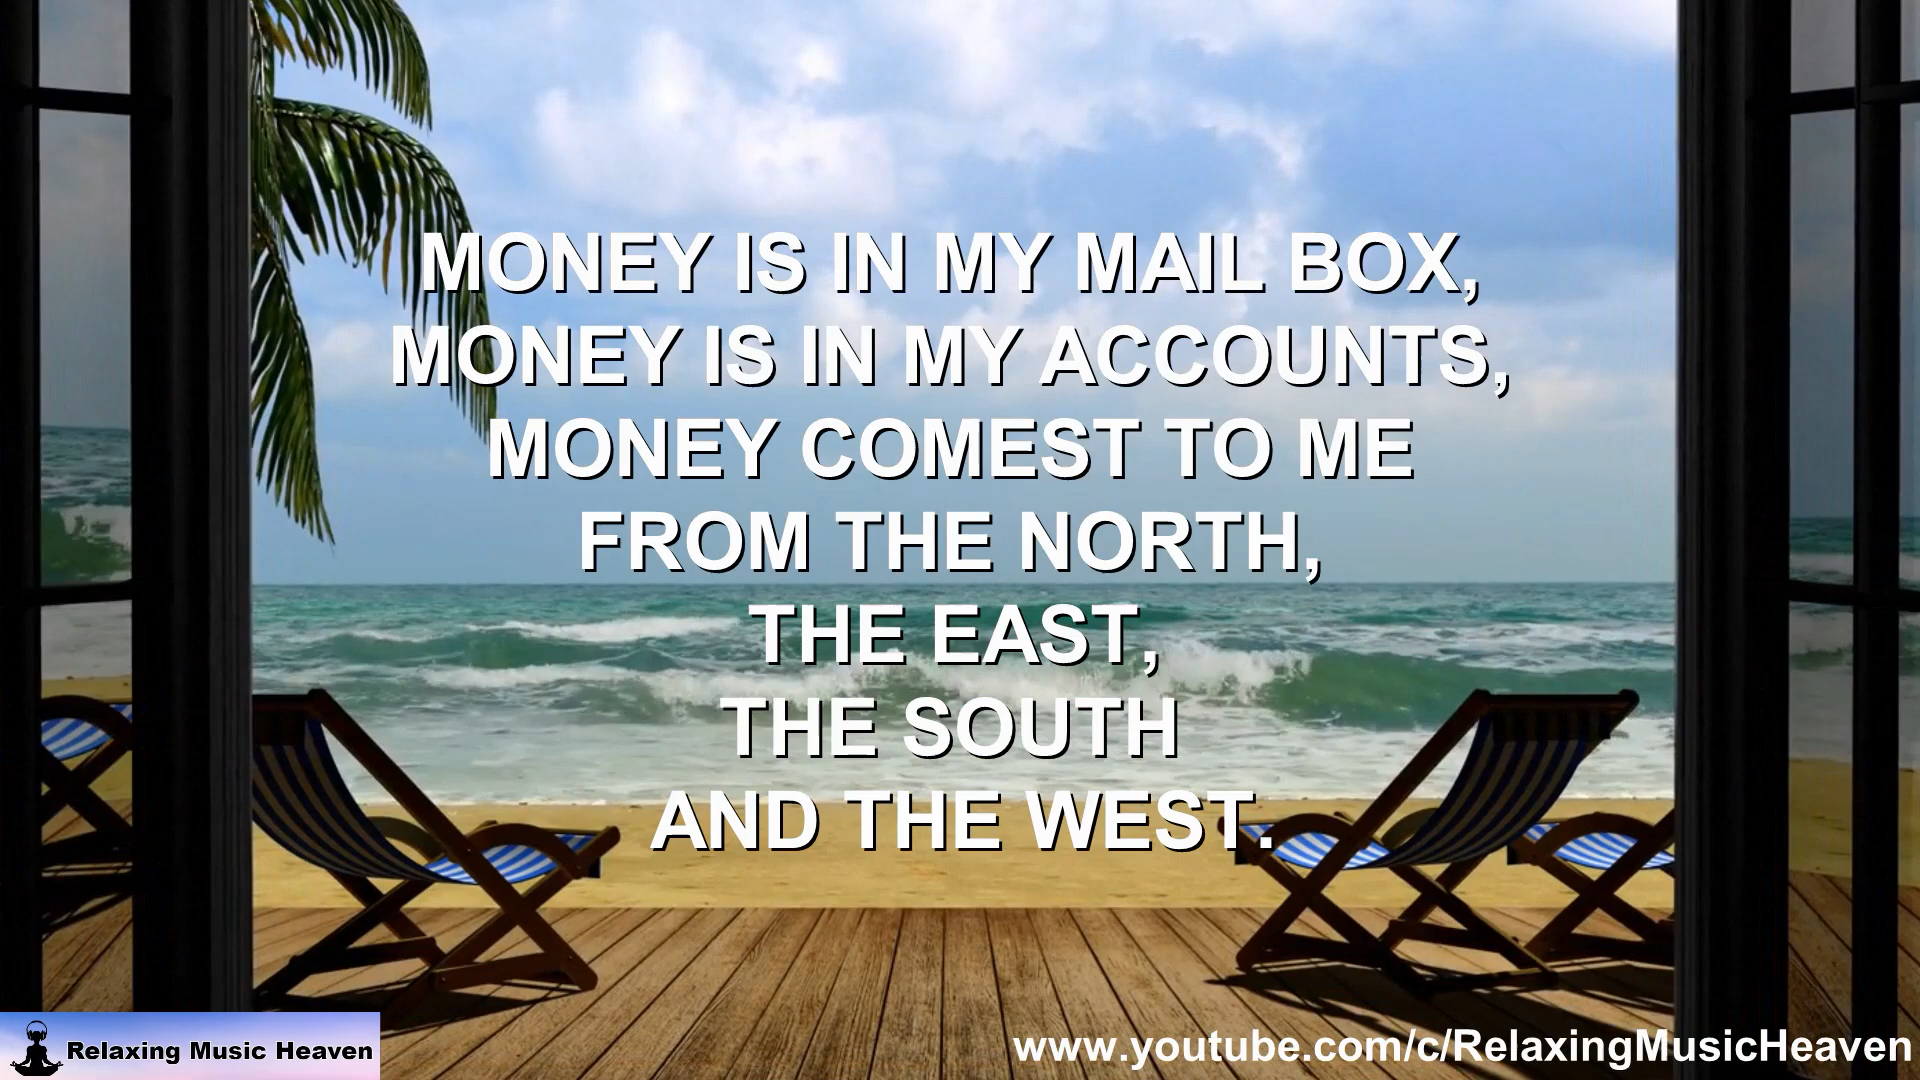 MONEY IS IN MY MAIL BOX,
MONEY IS IN MY ACCOUNTS,
MONEY COMEST TO ME
FROM THE NORTH,
THE EAST,
THE SOUTH
AND THE WEST.
Relaxing Music Heaven
www.youtube.com/c/RelaxingMusicHeaven